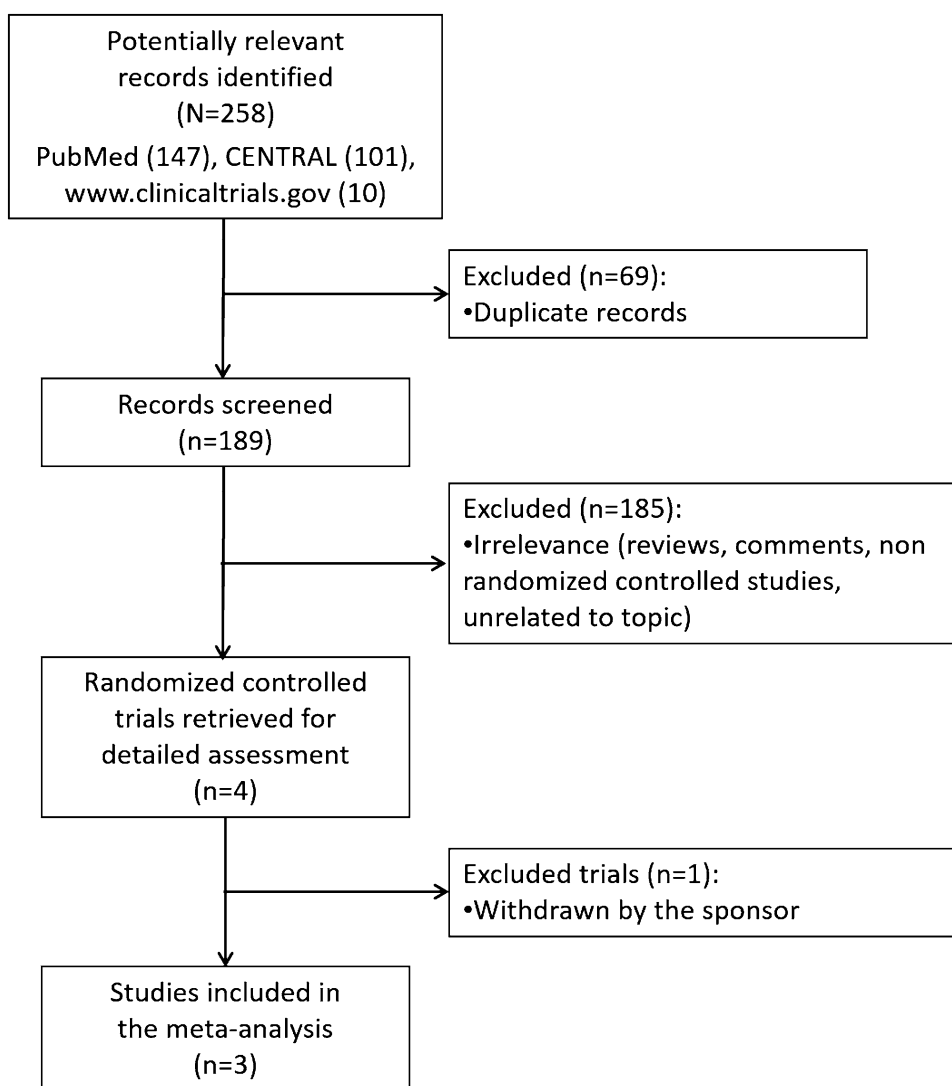 Potentially relevant
records identified
(N=258)
PubMed (147), CENTRAL (101),
www.clinicaltrials.gov (10)
Excluded (n=69):
•Duplicate records
Records screened
(n=189)
Excluded (n=185):
•Irrelevance (reviews, comments, non
randomized controlled studies,
unrelated to topic)
Randomized controlled
trials retrieved for
detailed assessment
(n=4)
Excluded trials (n=1):
•Withdrawn by the sponsor
Studies included in
the meta-analysis
(n=3)